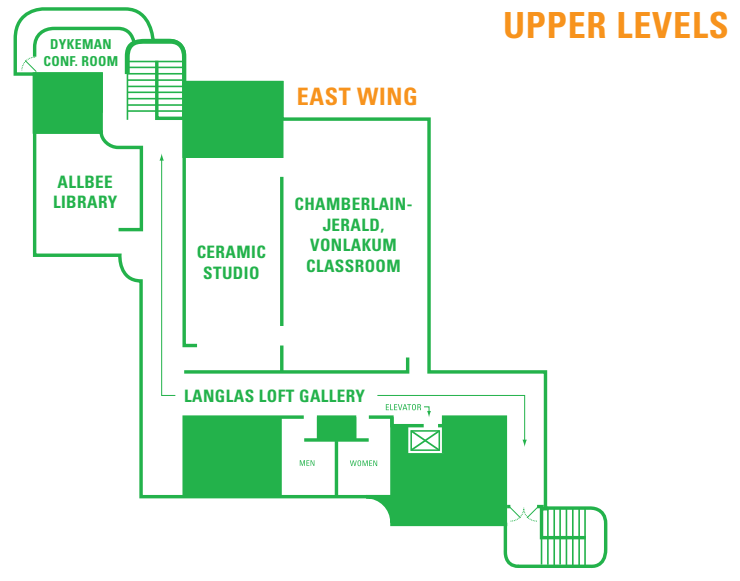 UPPER LEVELS
DYKEMAN
CONF. ROOM
EAST WING
ALLBEE
LIBRARY
CHAMBERLAIN-
JERALD,
VONLAKUM
CLASSROOM
CERAMIC
STUDIO
LANGLAS LOFT GALLERY
ELEVATOR
MEN
WOMEN